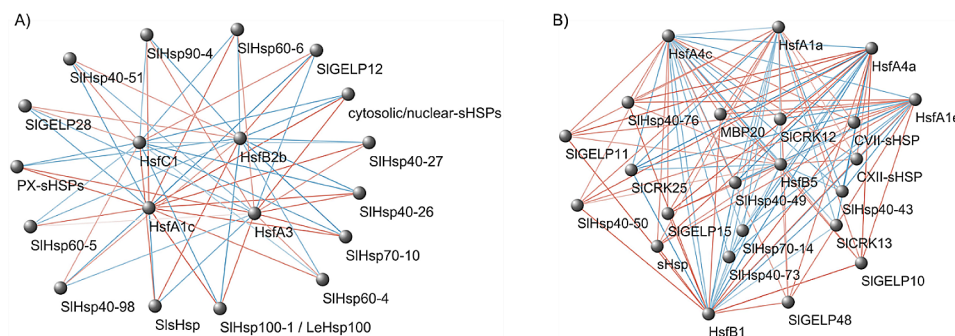 A)
SlHsp90-4
SlHsp60-6
SlHsp40-51
SlGELP12
SlGELP28
cytosolic/nuclear-sHSPs
HsfC1
HsfB2b
SlHsp40-27
PX-sHSPs
SlHsp40-26
HsfA1c
HsfA3
SlHsp60-5
SlHsp70-10
SlHsp60-4
SlHsp40-98
SlsHsp
SlHsp100-1 / LeHsp100
B)
HsfA4c
HsfA1a
HsfA4a
HsfA1e
SlHsp40-76
MBP20
SlCRK12
CVII-sHSP
SlGELP11
CXII-sHSP
SlCRK25
HsfB5
SlHsp40-49
SlHsp40-43
SlHsp40-50
SlGELP15
SlCRK13
SlHsp70-14
sHsp
SlHsp40-73
SlGELP10
SlGELP48
HsfB1